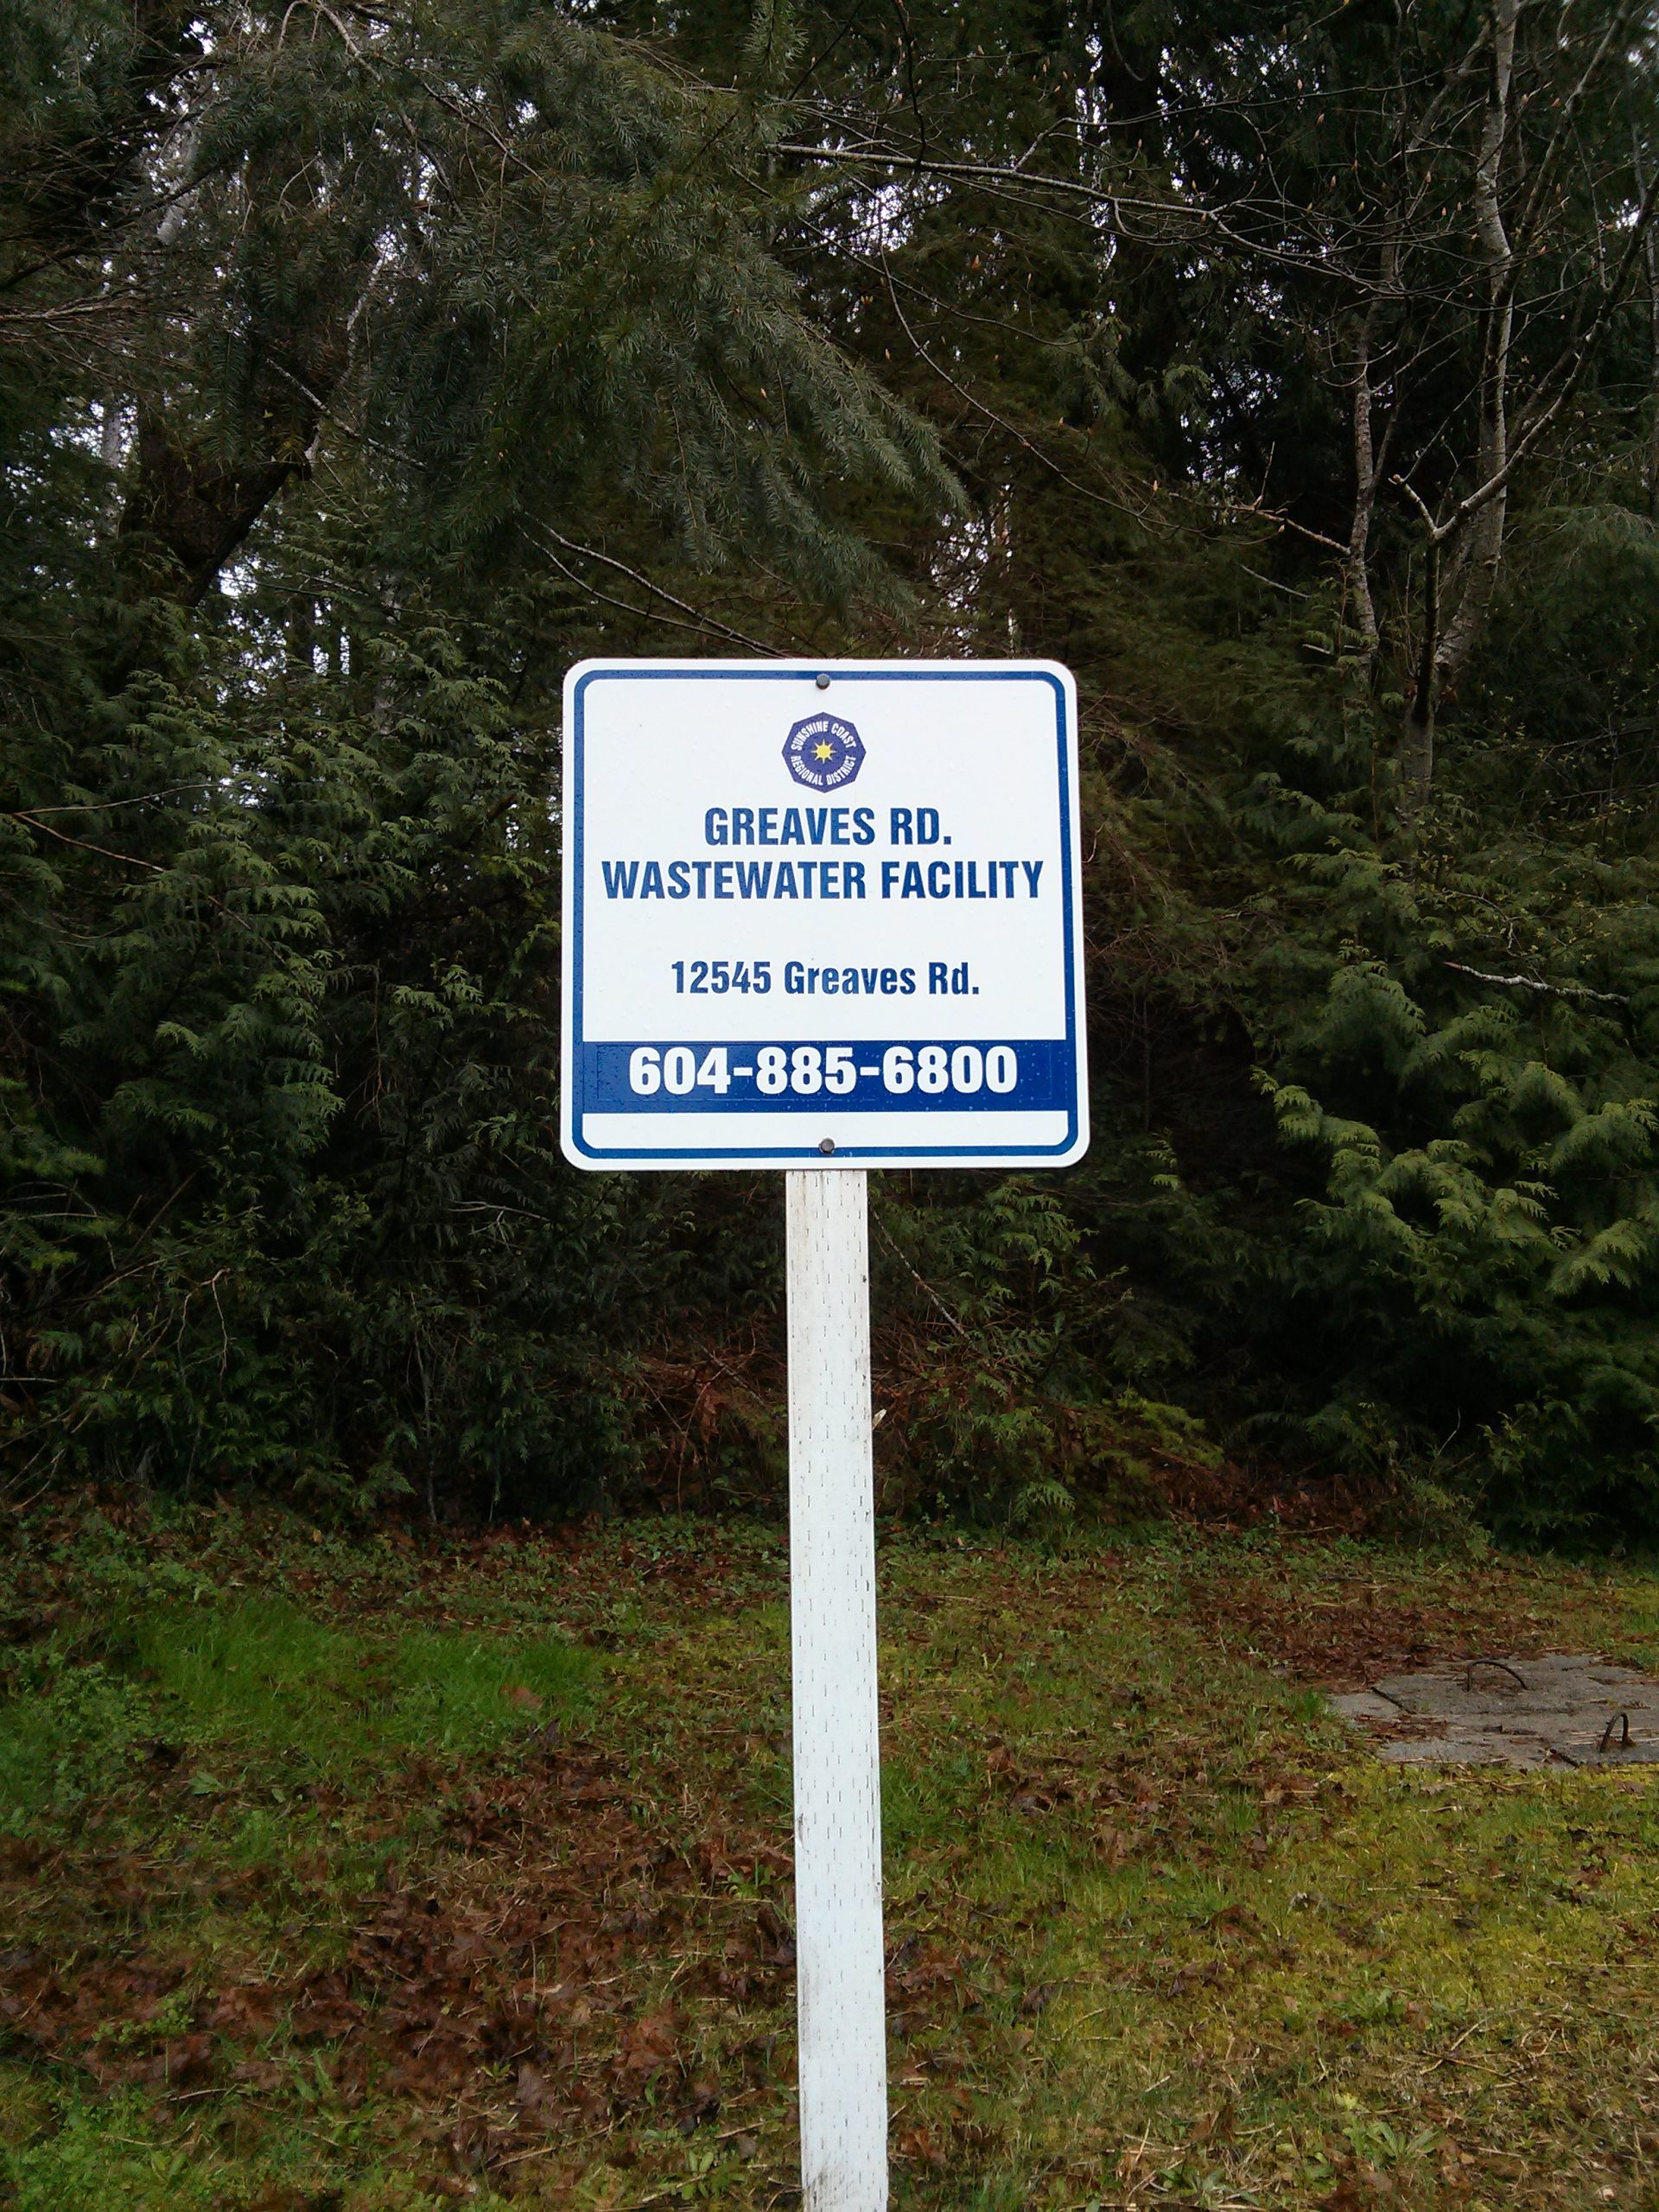 SUNSHINE COAST
REGIONAL DISTRICT
GREAVES RD.
WASTEWATER FACILITY
12545 Greaves Rd.
604-885-6800